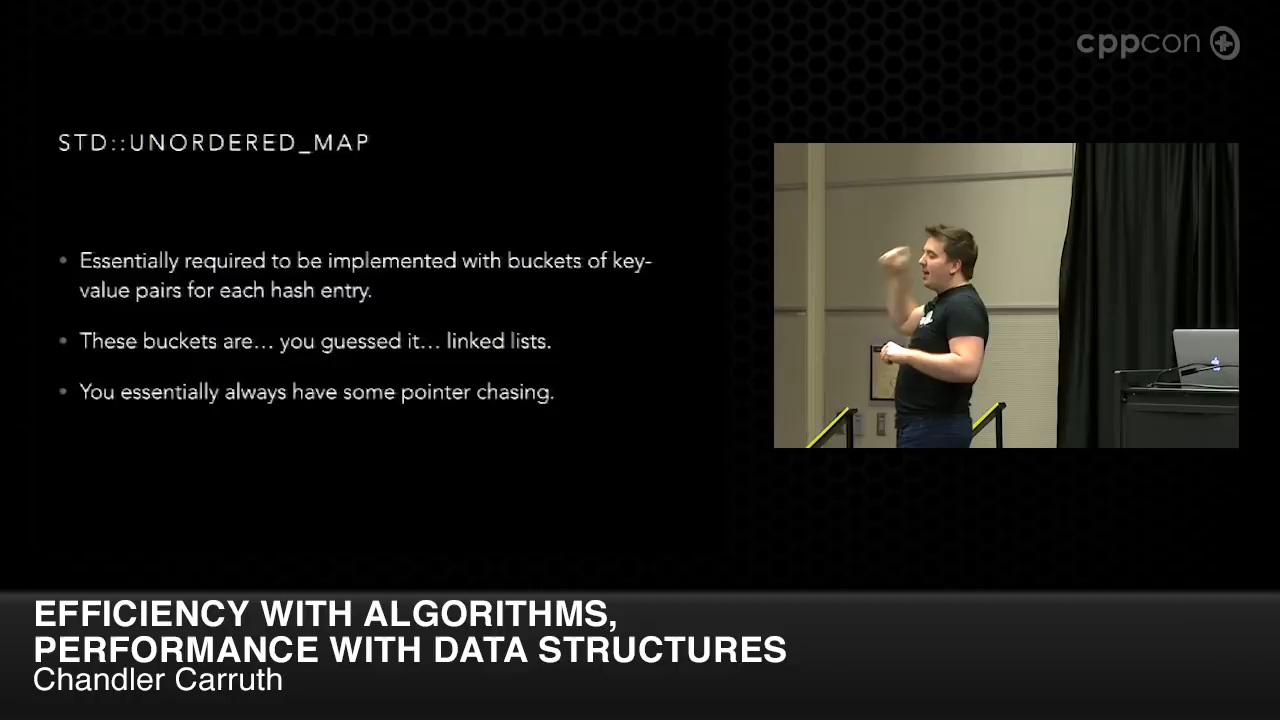 cppcon
STD::UNORDERED_MAP
• Essentially required to be implemented with buckets of key-
value pairs for each hash entry.
• These buckets are... you guessed it... linked lists.
• You essentially always have some pointer chasing.
EFFICIENCY WITH ALGORITHMS,
PERFORMANCE WITH DATA STRUCTURES
Chandler Carruth